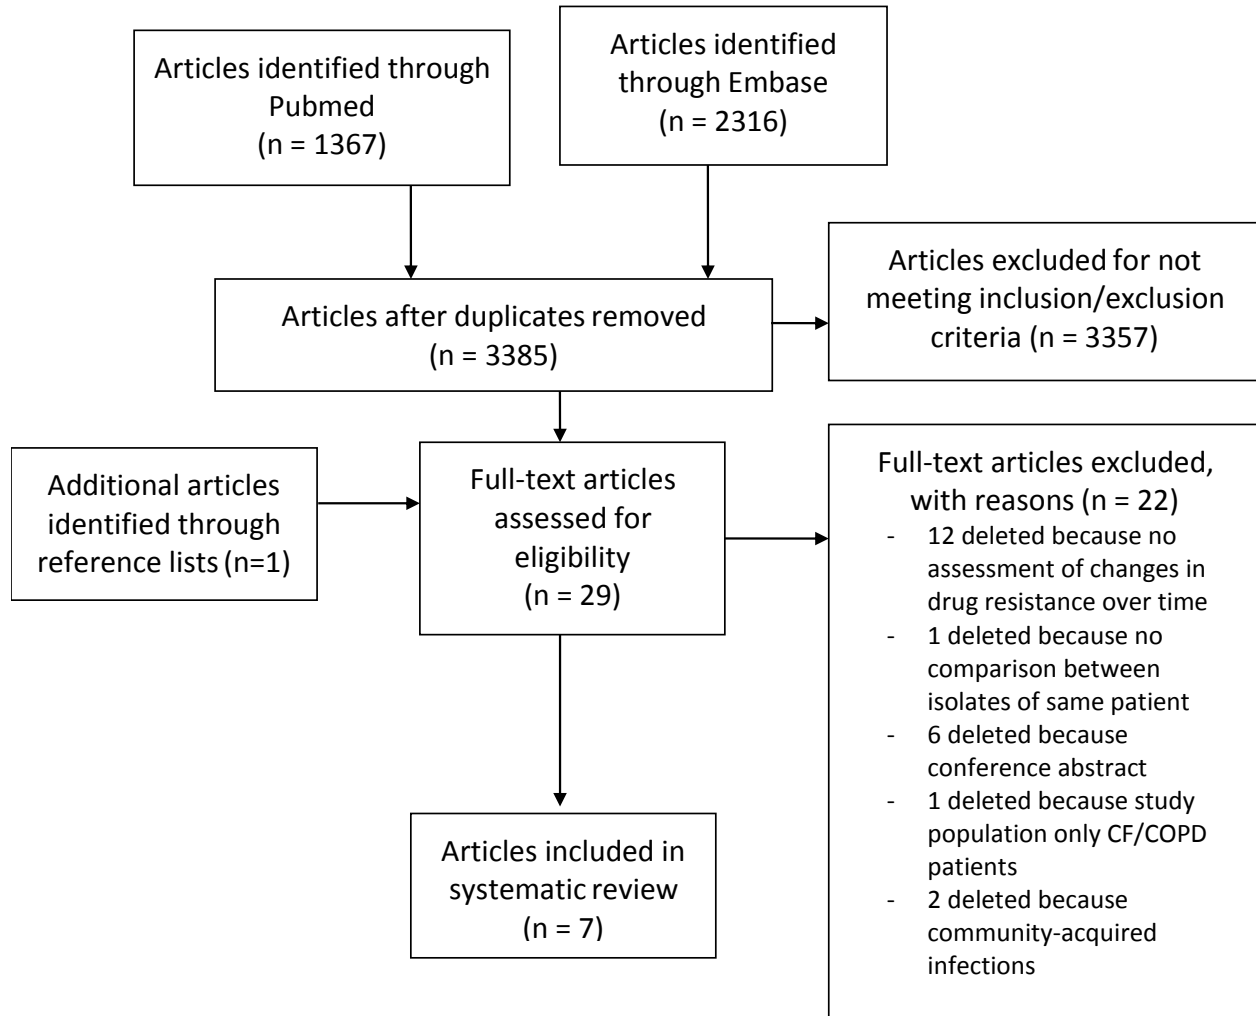 Articles identified through
Pubmed
(n = 1367)
Articles identified
through Embase
(n = 2316)
Articles after duplicates removed
(n = 3385)
Articles excluded for not
meeting inclusion/exclusion
criteria (n = 3357)
Additional articles
identified through
reference lists (n=1)
Full-text articles
assessed for
eligibility
(n = 29)
Full-text articles excluded,
with reasons (n = 22)
- 12 deleted because no
assessment of changes in
drug resistance over time
- 1 deleted because no
comparison between
isolates of same patient
- 6 deleted because
conference abstract
- 1 deleted because study
population only CF/COPD
patients
- 2 deleted because
community-acquired
infections
Articles included in
systematic review
(n = 7)